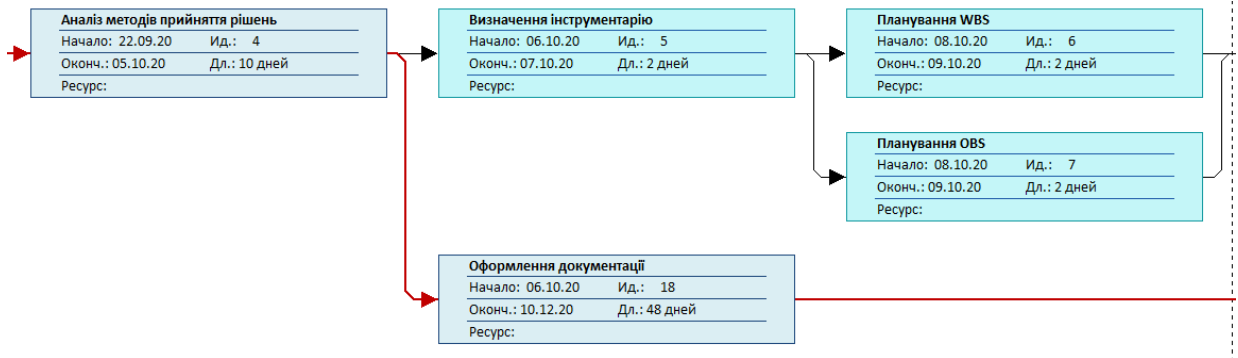 Аналіз методів прийняття рішень
Начало: 22.09.20 Ид.: 4
Оконч.: 05.10.20 Дл.: 10 дней
Ресурс:
Визначення інструментарію
Начало: 06.10.20 Ид.: 5
Оконч.: 07.10.20 Дл.: 2 дней
Ресурс:
Планування WBS
Начало: 08.10.20 Ид.: 6
Оконч.: 09.10.20 Дл.: 2 дней
Ресурс:
Планування OBS
Начало: 08.10.20 Ид.: 7
Оконч.: 09.10.20 Дл.: 2 дней
Ресурс:
Оформлення документації
Начало: 06.10.20 Ид.: 18
Оконч.: 10.12.20 Дл.: 48 дней
Ресурс: